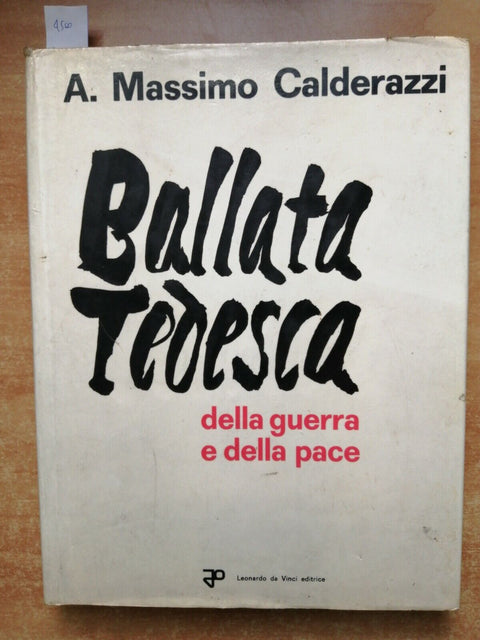 A. Massimo Calderazzi
Ballata
Tedesca
della guerra
e della pace
Leonardo da Vinci editrice